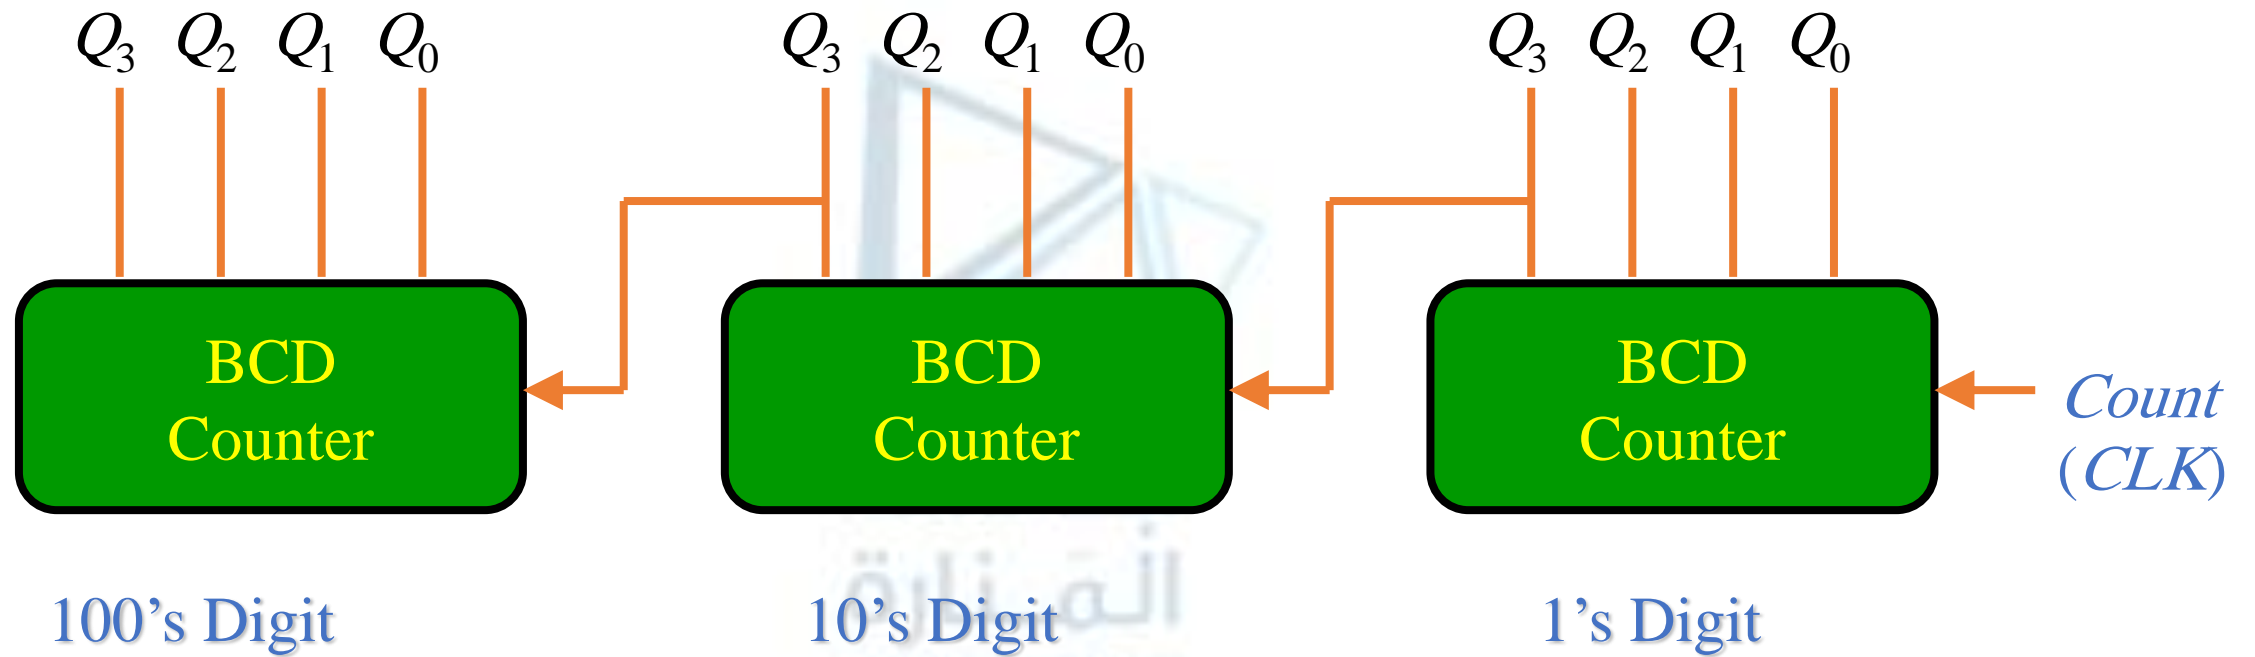 Q3 Q2 Q1 Q0 Q3 Q2 Q1 Q0 Q3 Q2 Q1 Q0
BCD
Counter
BCD
Counter
BCD
Counter
Count
(CLK)
100's Digit
10's Digit
1's Digit
المنارة